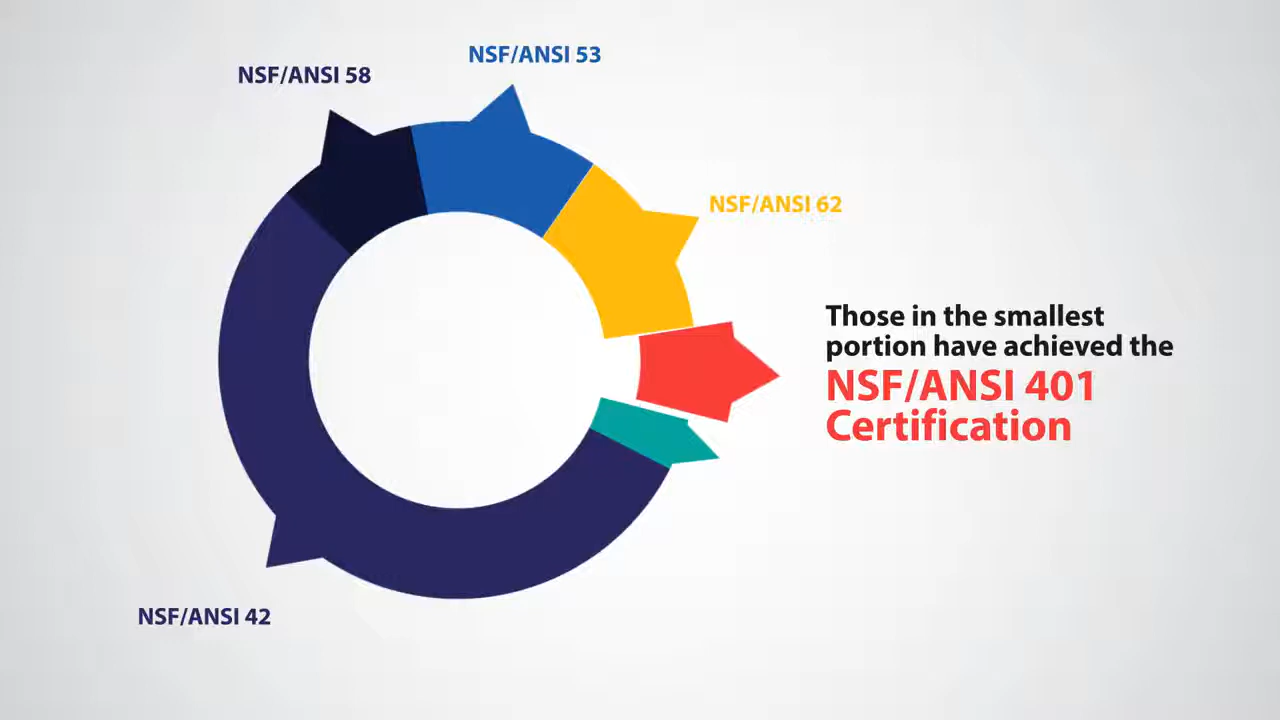 NSF/ANSI 53
NSF/ANSI 58
NSF/ANSI 62
Those in the smallest
portion have achieved the
NSF/ANSI 401
Certification
NSF/ANSI 42